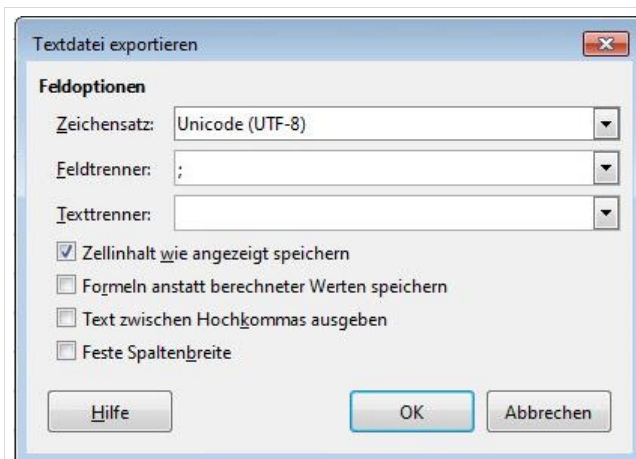 Textdatei exportieren
Feldoptionen
Zeichensatz: Unicode (UTF-8)
Feldtrenner: ;
Texttrenner:
Zellinhalt wie angezeigt speichern
Formeln anstatt berechneter Werten speichern
Text zwischen Hochkommas ausgeben
Feste Spaltenbreite
Hilfe OK Abbrechen